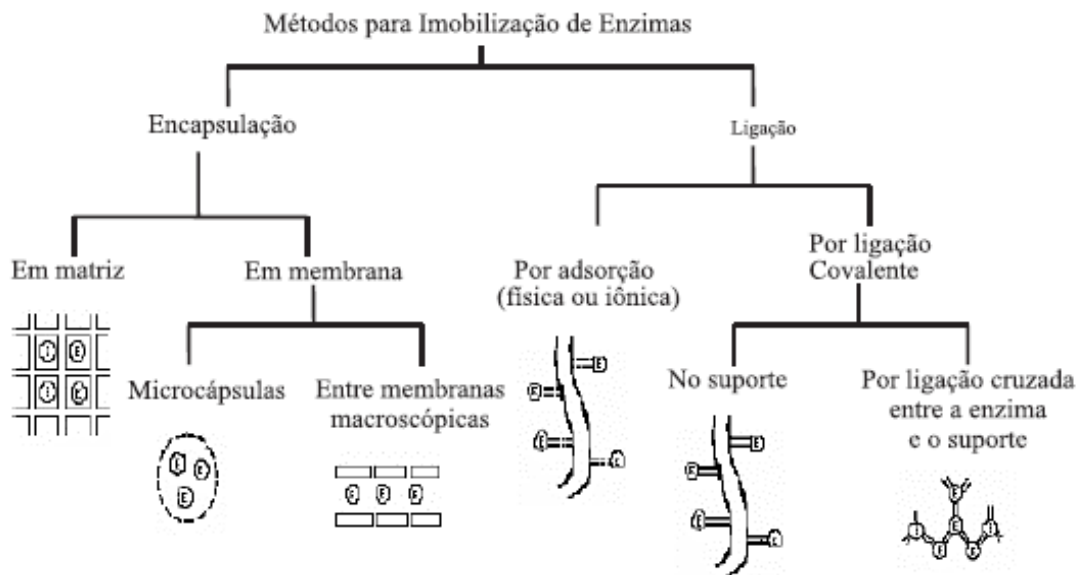 Métodos para Imobilização de Enzimas
Encapsulação
Ligação
Em matriz
Em membrana
Por adsorção
(física ou iônica)
Por ligação
Covalente
Microcápsulas
Entre membranas
macroscópicas
No suporte
Por ligação cruzada
entre a enzima
e o suporte
E
E
E
E
E
E
E
E
E
E
E
E
E